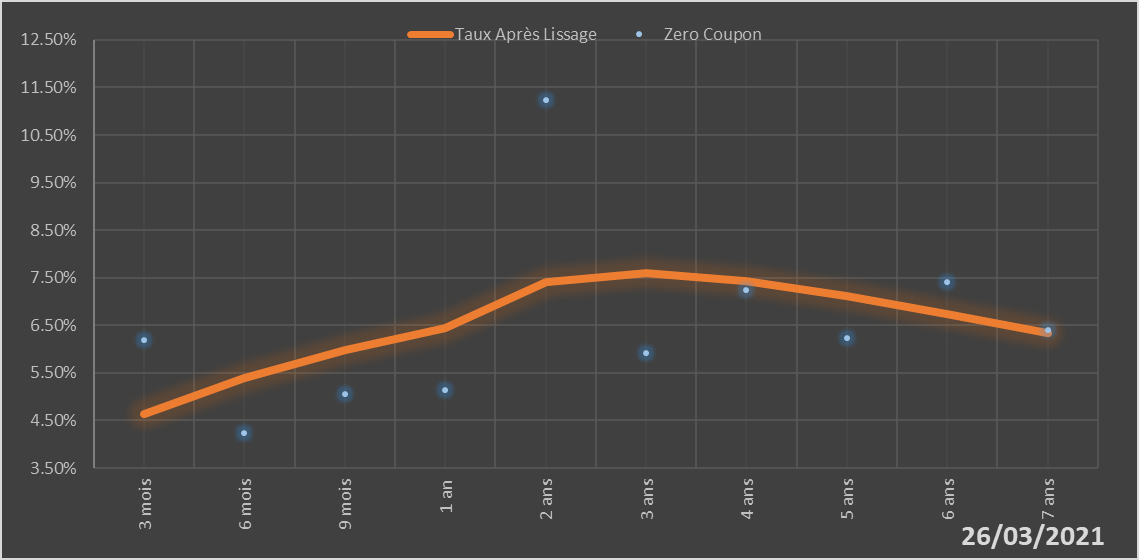 Taux Après Lissage
Zero Coupon
12.50%
11.50%
10.50%
9.50%
8.50%
7.50%
6.50%
5.50%
4.50%
3.50%
3 mois
6 mois
9 mois
1 an
2 ans
3 ans
4 ans
5 ans
6 ans
7 ans
26/03/2021